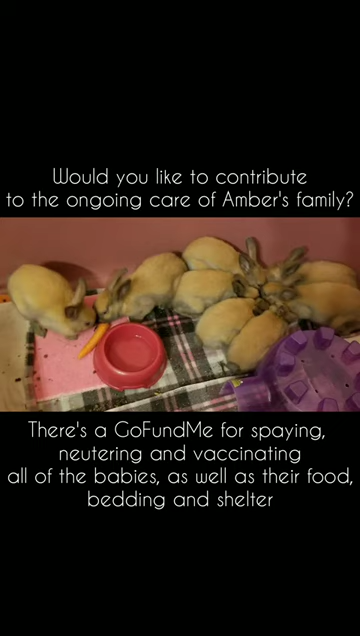 Would you like to contribute
to the ongoing care of Amber's family?
There's a GoFundMe for spaying,
neutering and vaccinating
all of the babies, as well as their food,
bedding and shelter